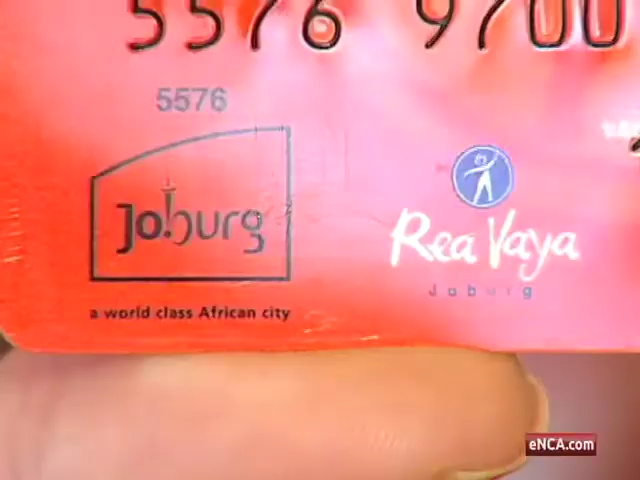 5576 9700
5576
Joburg
a world class African city
Rea Vaya
Joburg
eNCA.com